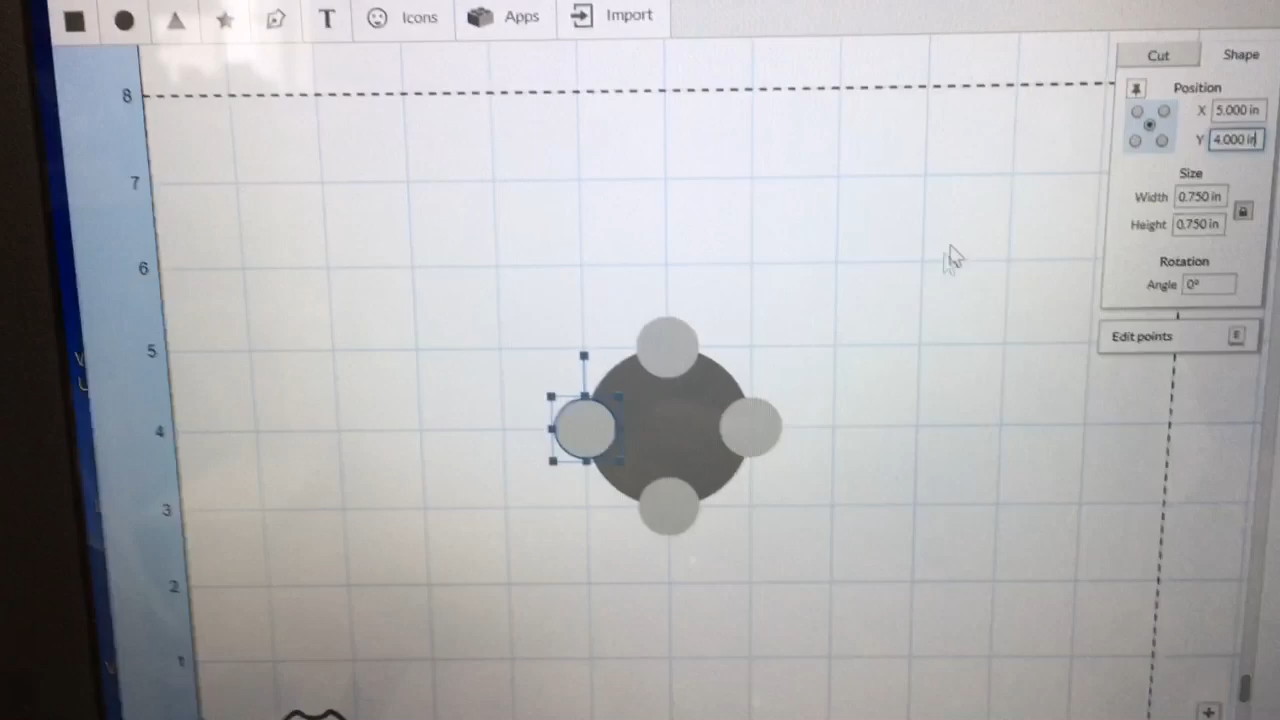 T Icons Apps Import
Cut Shape
Position
X 5.000 in
Y 4.000 in
Size
Width 0.750 in
Height 0.750 in
Rotation
Angle 0°
Edit points E
8
7
6
5
4
3
2
1